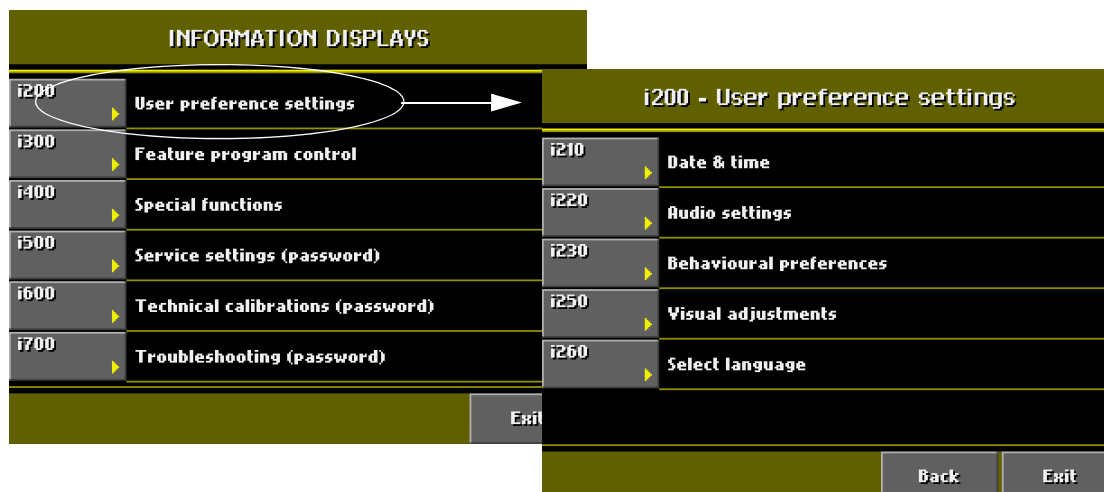 INFORMATION DISPLAYS
i200 User preference settings
i300 Feature program control
i400 Special functions
i500 Service settings (password)
i600 Technical calibrations (password)
i700 Troubleshooting (password)
Exit
i200 - User preference settings
i210 Date & time
i220 Audio settings
i230 Behavioural preferences
i250 Visual adjustments
i260 Select language
Back Exit